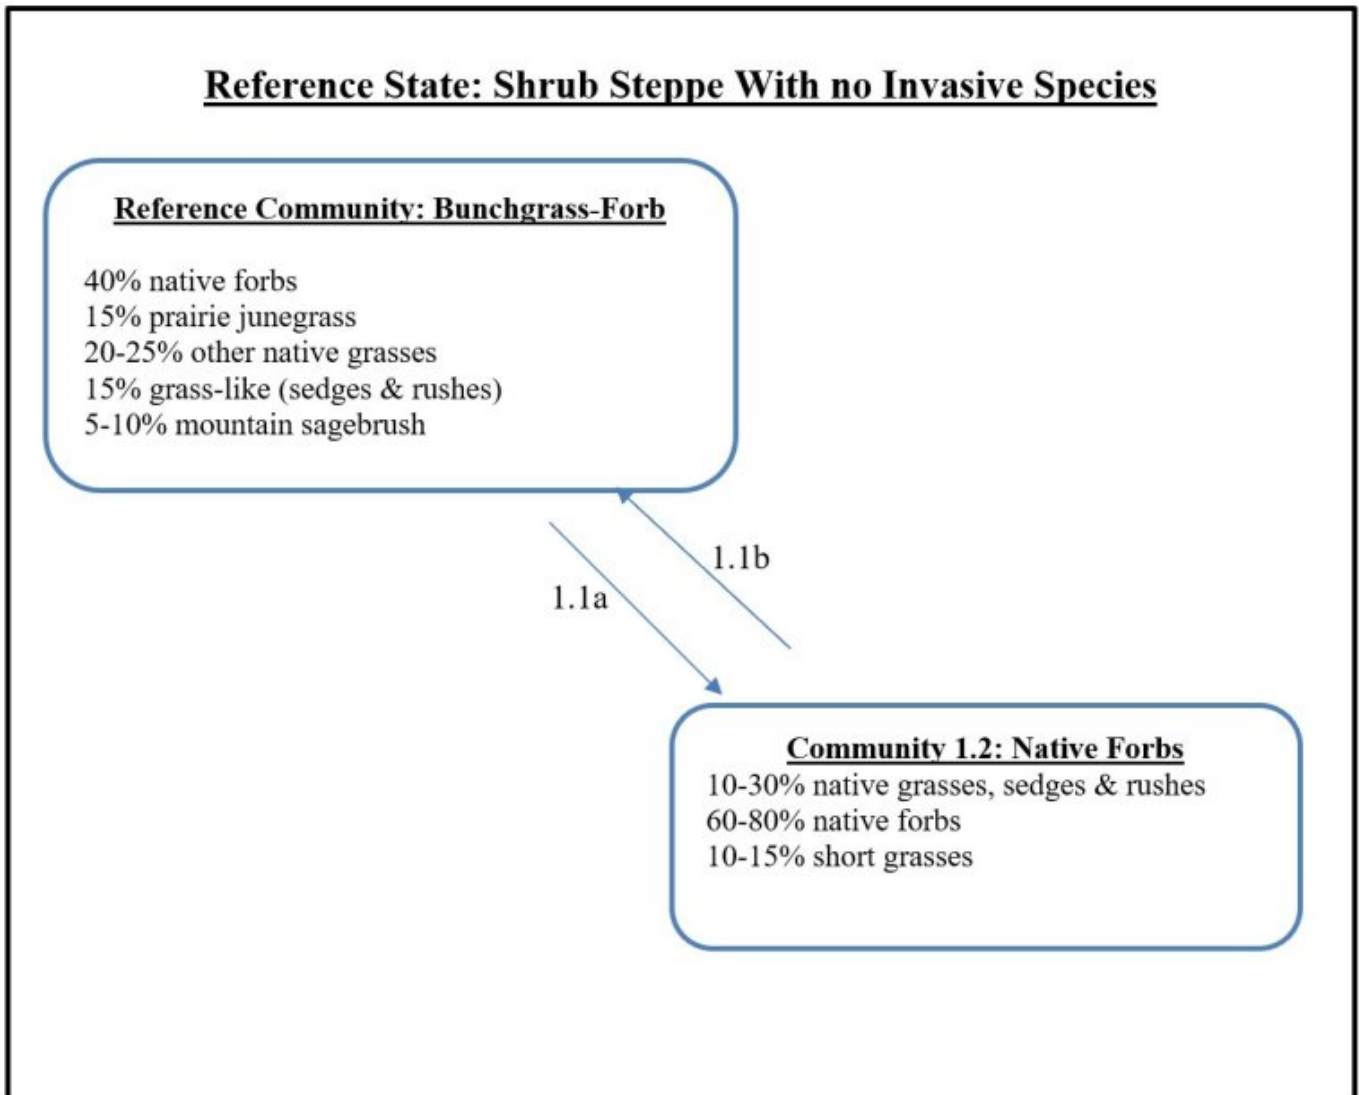 Reference State: Shrub Steppe With no Invasive Species
Reference Community: Bunchgrass-Forb
40% native forbs
15% prairie junegrass
20-25% other native grasses
15% grass-like (sedges & rushes)
5-10% mountain sagebrush
1.1b
1.1a
Community 1.2: Native Forbs
10-30% native grasses, sedges & rushes
60-80% native forbs
10-15% short grasses